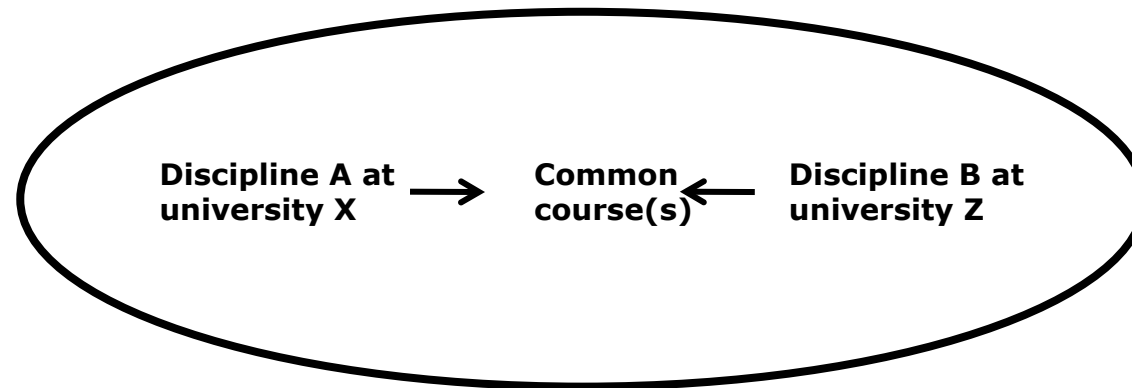 Discipline A at
university X
Common
course(s)
Discipline B at
university Z